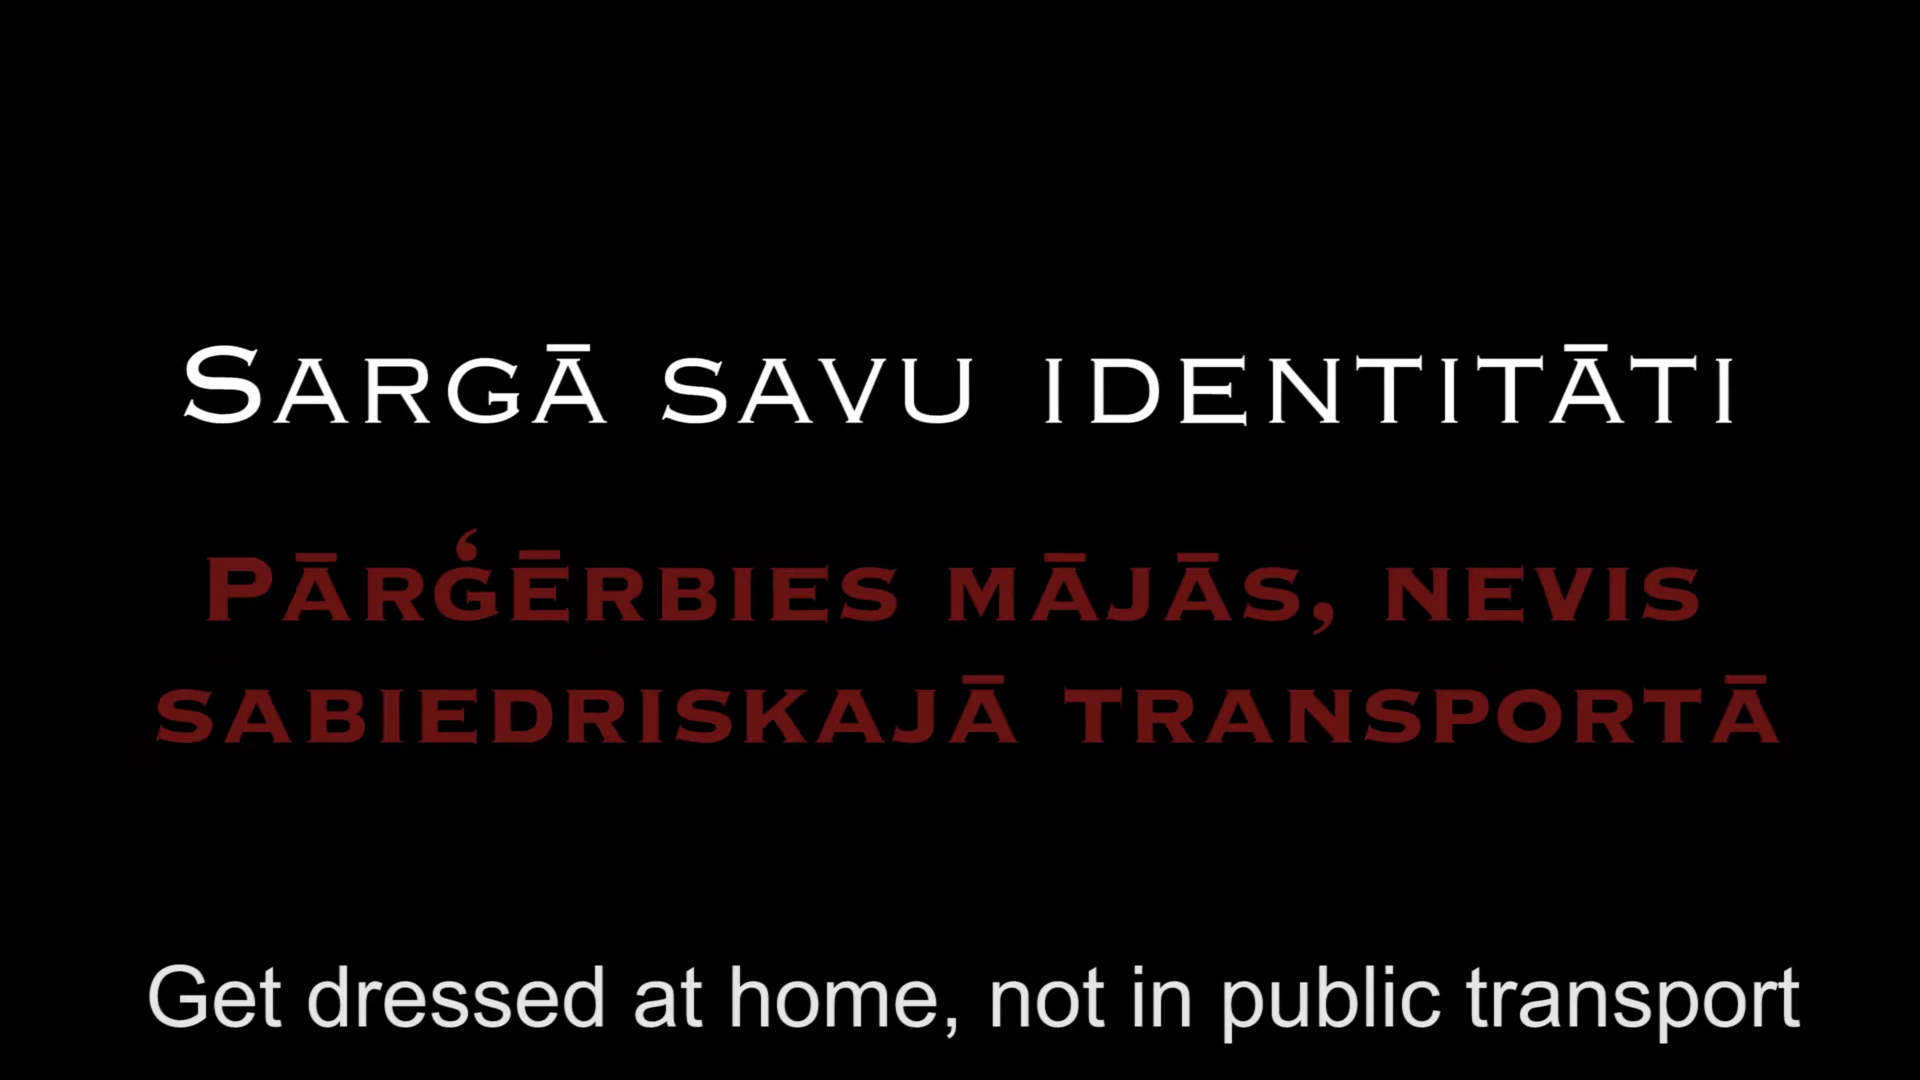 Sargā savu identitāti
Pārģērbies mājās, nevis
sabiedriskajā transportā
Get dressed at home, not in public transport